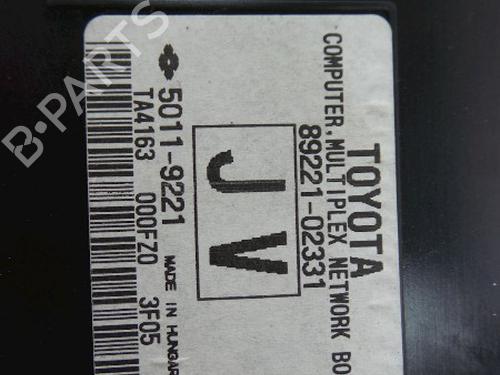 TOYOTA
COMPUTER, MULTIPLEX NETWORK BO
89221-02331
JV
5011-9221
TA4163 000FZ0 3F05
MADE IN HUNGAR
B-PARTS